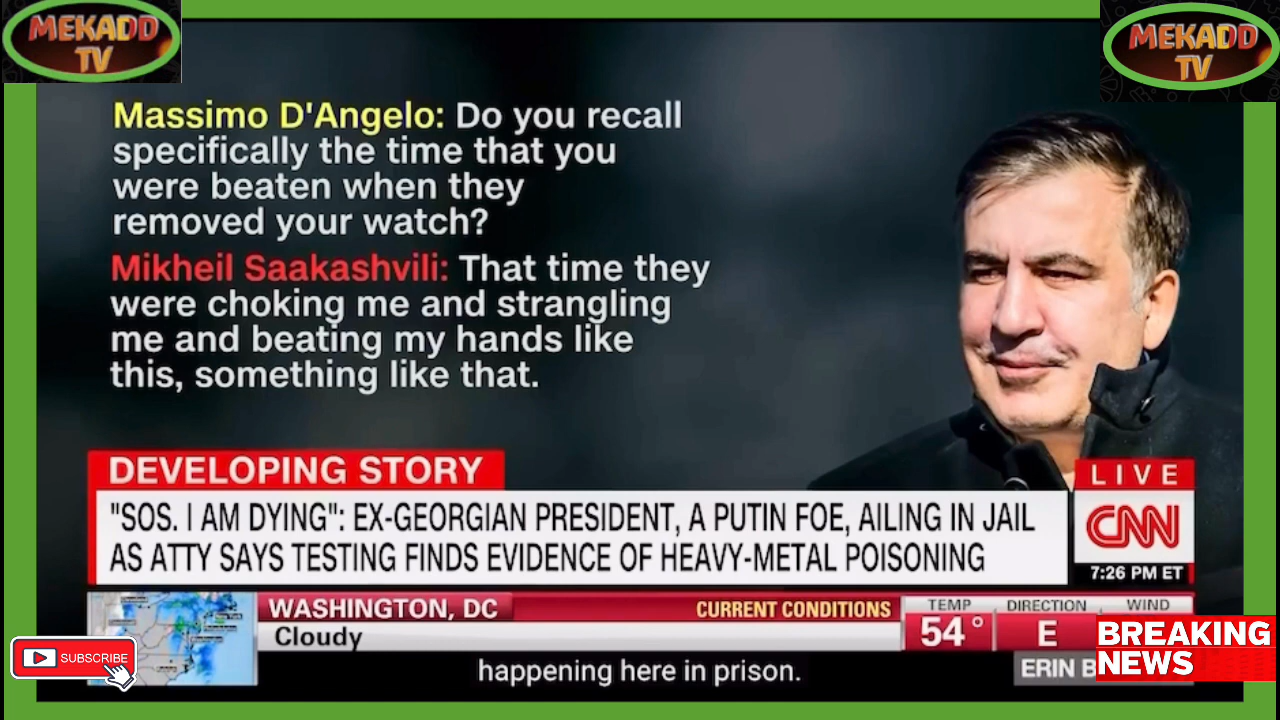 MEKADD
TV
MEKADD
TV
Massimo D'Angelo: Do you recall
specifically the time that you
were beaten when they
removed your watch?
Mikheil Saakashvili: That time they
were choking me and strangling
me and beating my hands like
this, something like that.
DEVELOPING STORY
"SOS. I AM DYING": EX-GEORGIAN PRESIDENT, A PUTIN FOE, AILING IN JAIL
AS ATTY SAYS TESTING FINDS EVIDENCE OF HEAVY-METAL POISONING
LIVE
CNN
7:26 PM ET
WASHINGTON, DC
CURRENT CONDITIONS
Cloudy
TEMP
54°
DIRECTION
E
WIND
BREAKING
NEWS
SUBSCRIBE
happening here in prison.
ERIN B